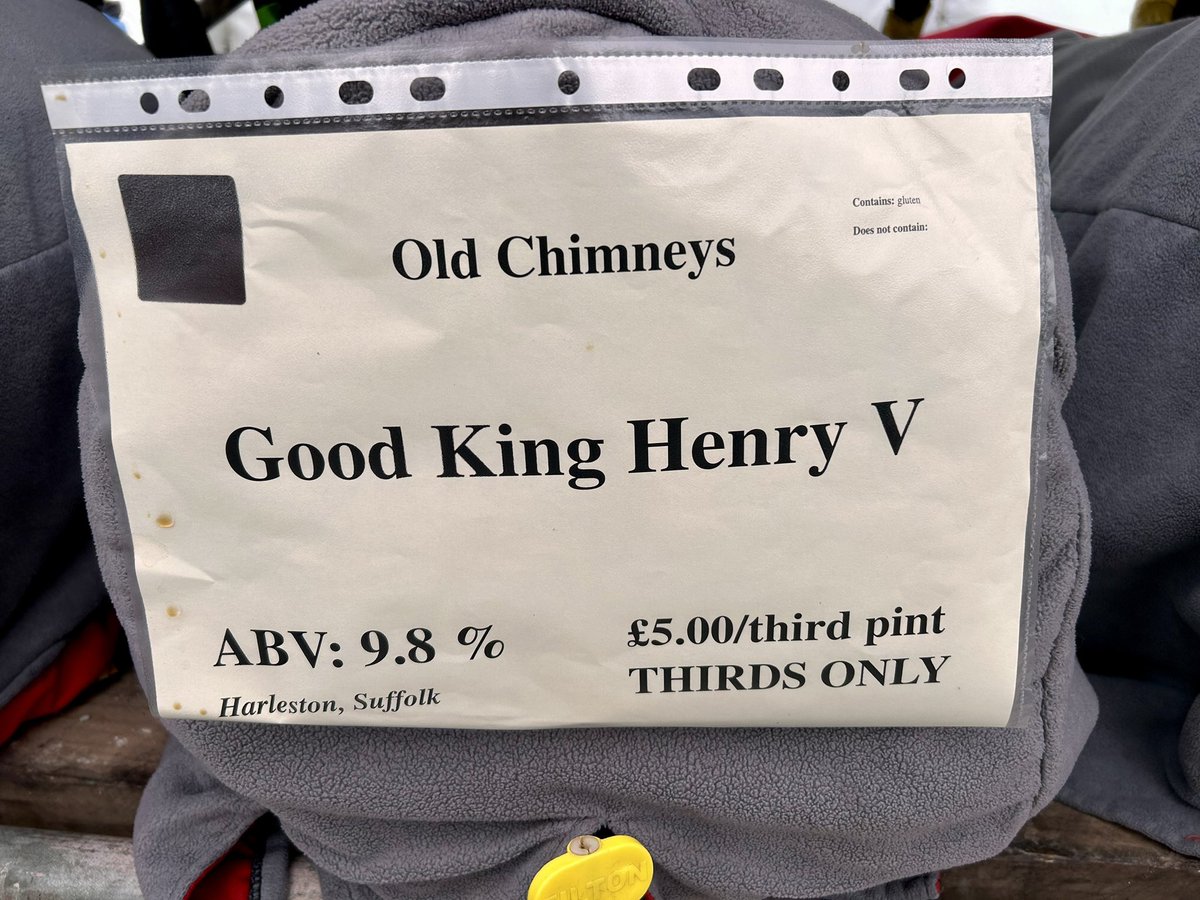 Contains: gluten
Does not contain:
Old Chimneys
Good King Henry V
ABV: 9.8 %
£5.00/third pint
THIRDS ONLY
Harleston, Suffolk